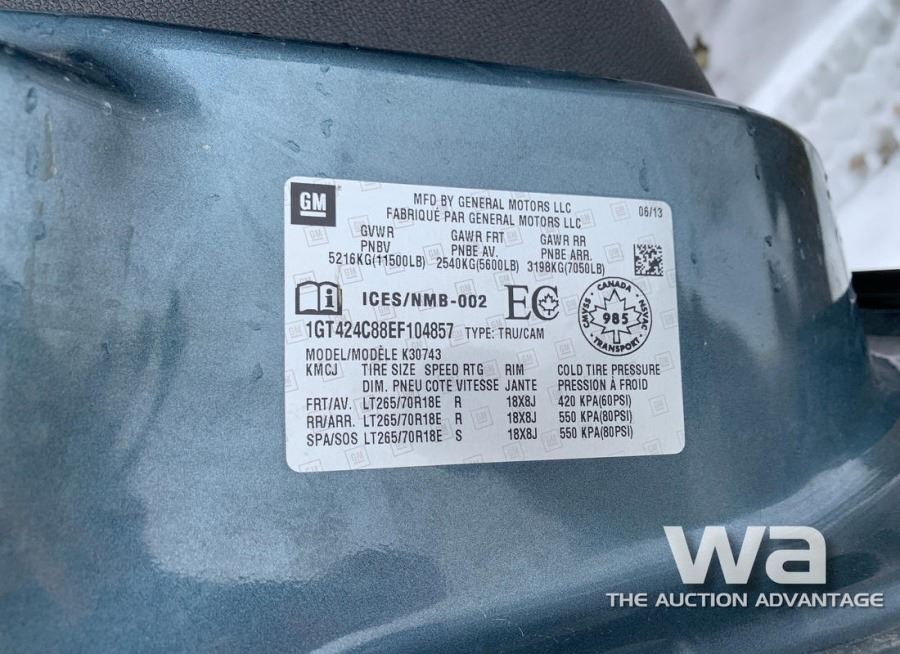 GM
MFD BY GENERAL MOTORS LLC
FABRIQUÉ PAR GENERAL MOTORS LLC
06/13
GVWR GAWR FRT GAWR RR
PNBV PNBE AV. PNBE ARR.
5216KG(11500LB) 2540KG(5600LB) 3198KG(7050LB)
ICES/NMB-002 EC
CANADA
CMVSS 985 NSVAC
TRANSPORT
1GT424C88EF104857 TYPE: TRU/CAM
MODEL/MODÈLE K30743
KMCJ TIRE SIZE SPEED RTG RIM COLD TIRE PRESSURE
DIM. PNEU COTE VITESSE JANTE PRESSION À FROID
FRT/AV. LT265/70R18E R 18X8J 420 KPA(60PSI)
RR/ARR. LT265/70R18E R 18X8J 550 KPA(80PSI)
SPA/SOS LT265/70R18E S 18X8J 550 KPA(80PSI)
wa
THE AUCTION ADVANTAGE